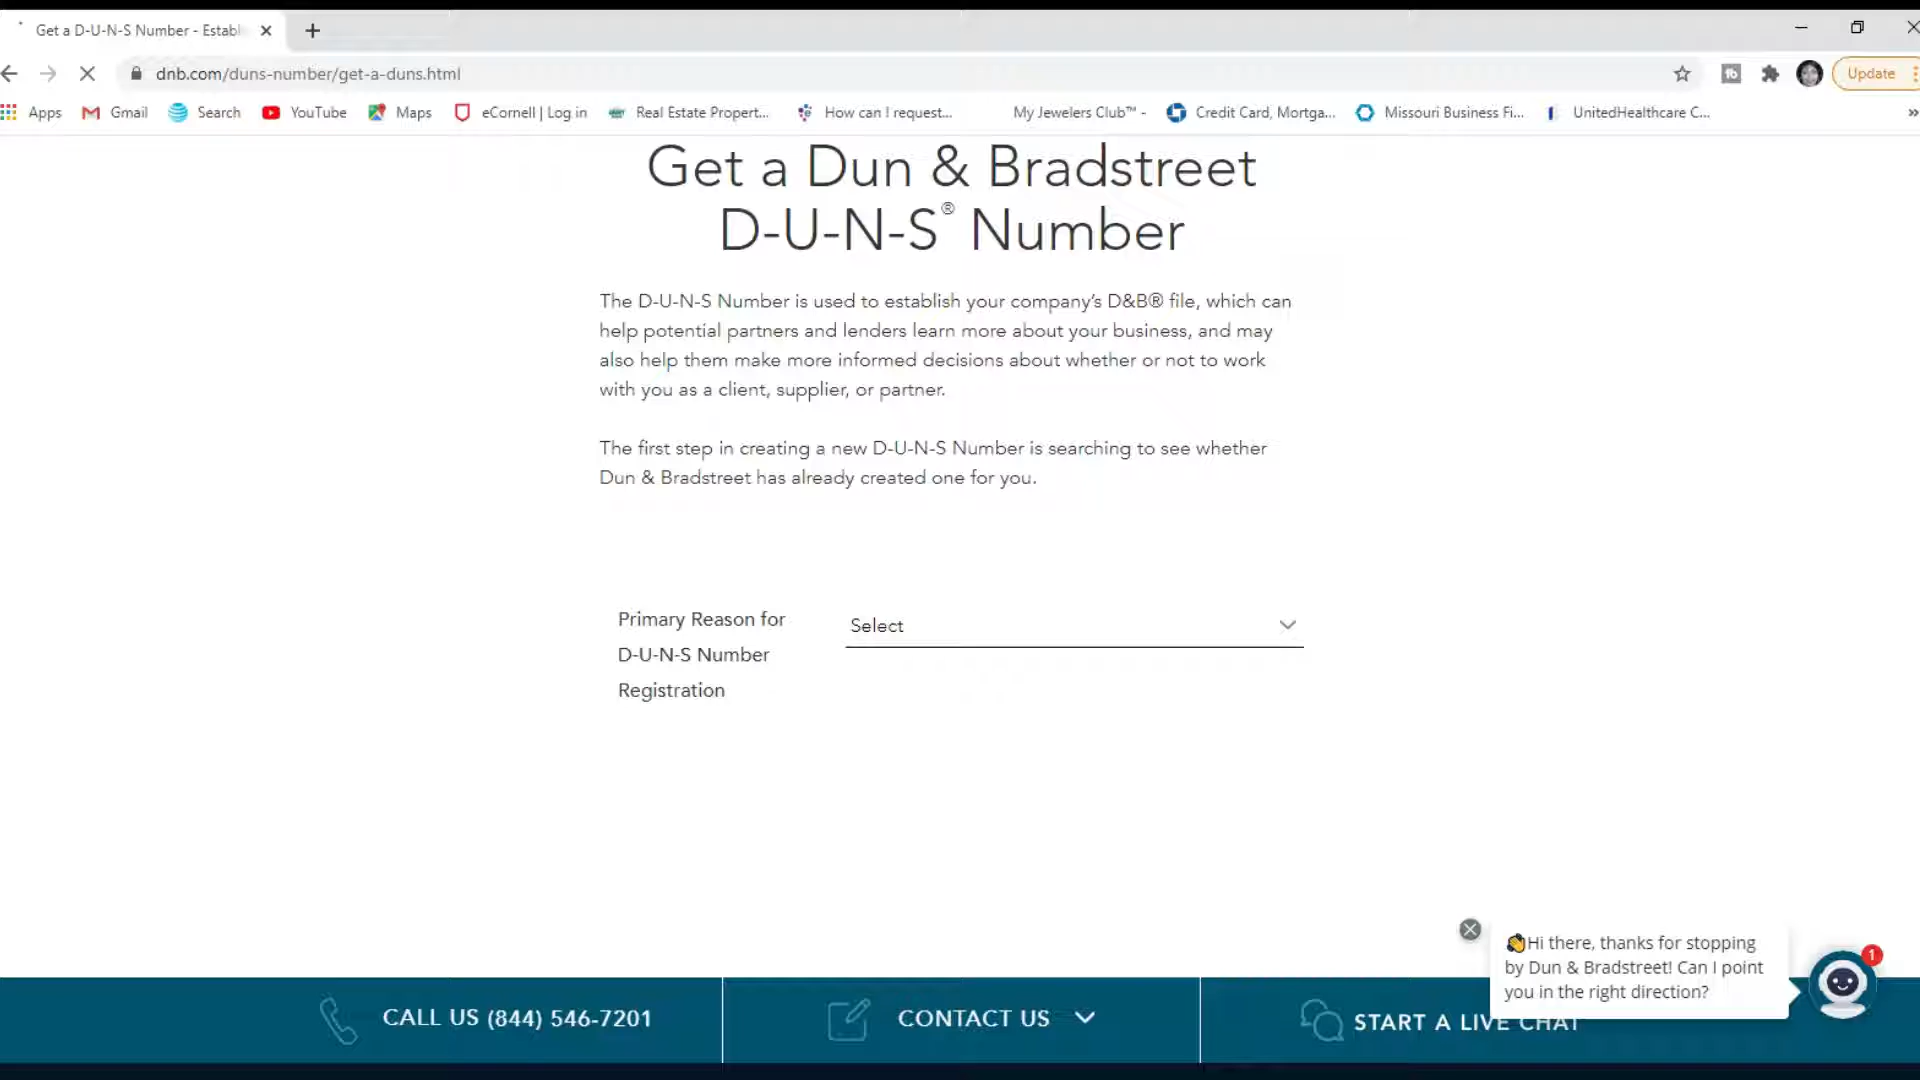 Get a D-U-N-S Number - Establ
dnb.com/duns-number/get-a-duns.html
Update
Apps
Gmail
Search
YouTube
Maps
eCornell | Log in
Real Estate Propert...
How can I request...
My Jewelers Club™ -
Credit Card, Mortga...
Missouri Business Fi...
UnitedHealthcare C...
»
Get a Dun & Bradstreet
D-U-N-S® Number
The D-U-N-S Number is used to establish your company's D&B® file, which can
help potential partners and lenders learn more about your business, and may
also help them make more informed decisions about whether or not to work
with you as a client, supplier, or partner.
The first step in creating a new D-U-N-S Number is searching to see whether
Dun & Bradstreet has already created one for you.
Primary Reason for
D-U-N-S Number
Registration
Select
👏Hi there, thanks for stopping
by Dun & Bradstreet! Can I point
you in the right direction?
1
CALL US (844) 546-7201
CONTACT US
START A LIVE CHAT